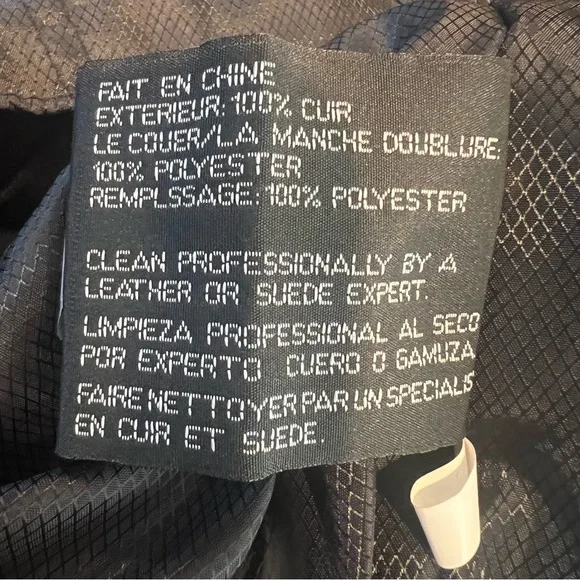 FAIT EN CHINE
EXTERIEUR: 100% CUIR
LE COUER/LA MANCHE DOUBLURE:
100% POLYESTER
REMPLSSAGE: 100% POLYESTER
CLEAN PROFESSIONALLY BY A
LEATHER OR SUEDE EXPERT.
LIMPIEZA PROFESSIONAL AL SECO
POR EXPERTO CUERO O GAMUZA
FAIRE NETTOYER PAR UN SPECIALIST
EN CUIR ET SUEDE.